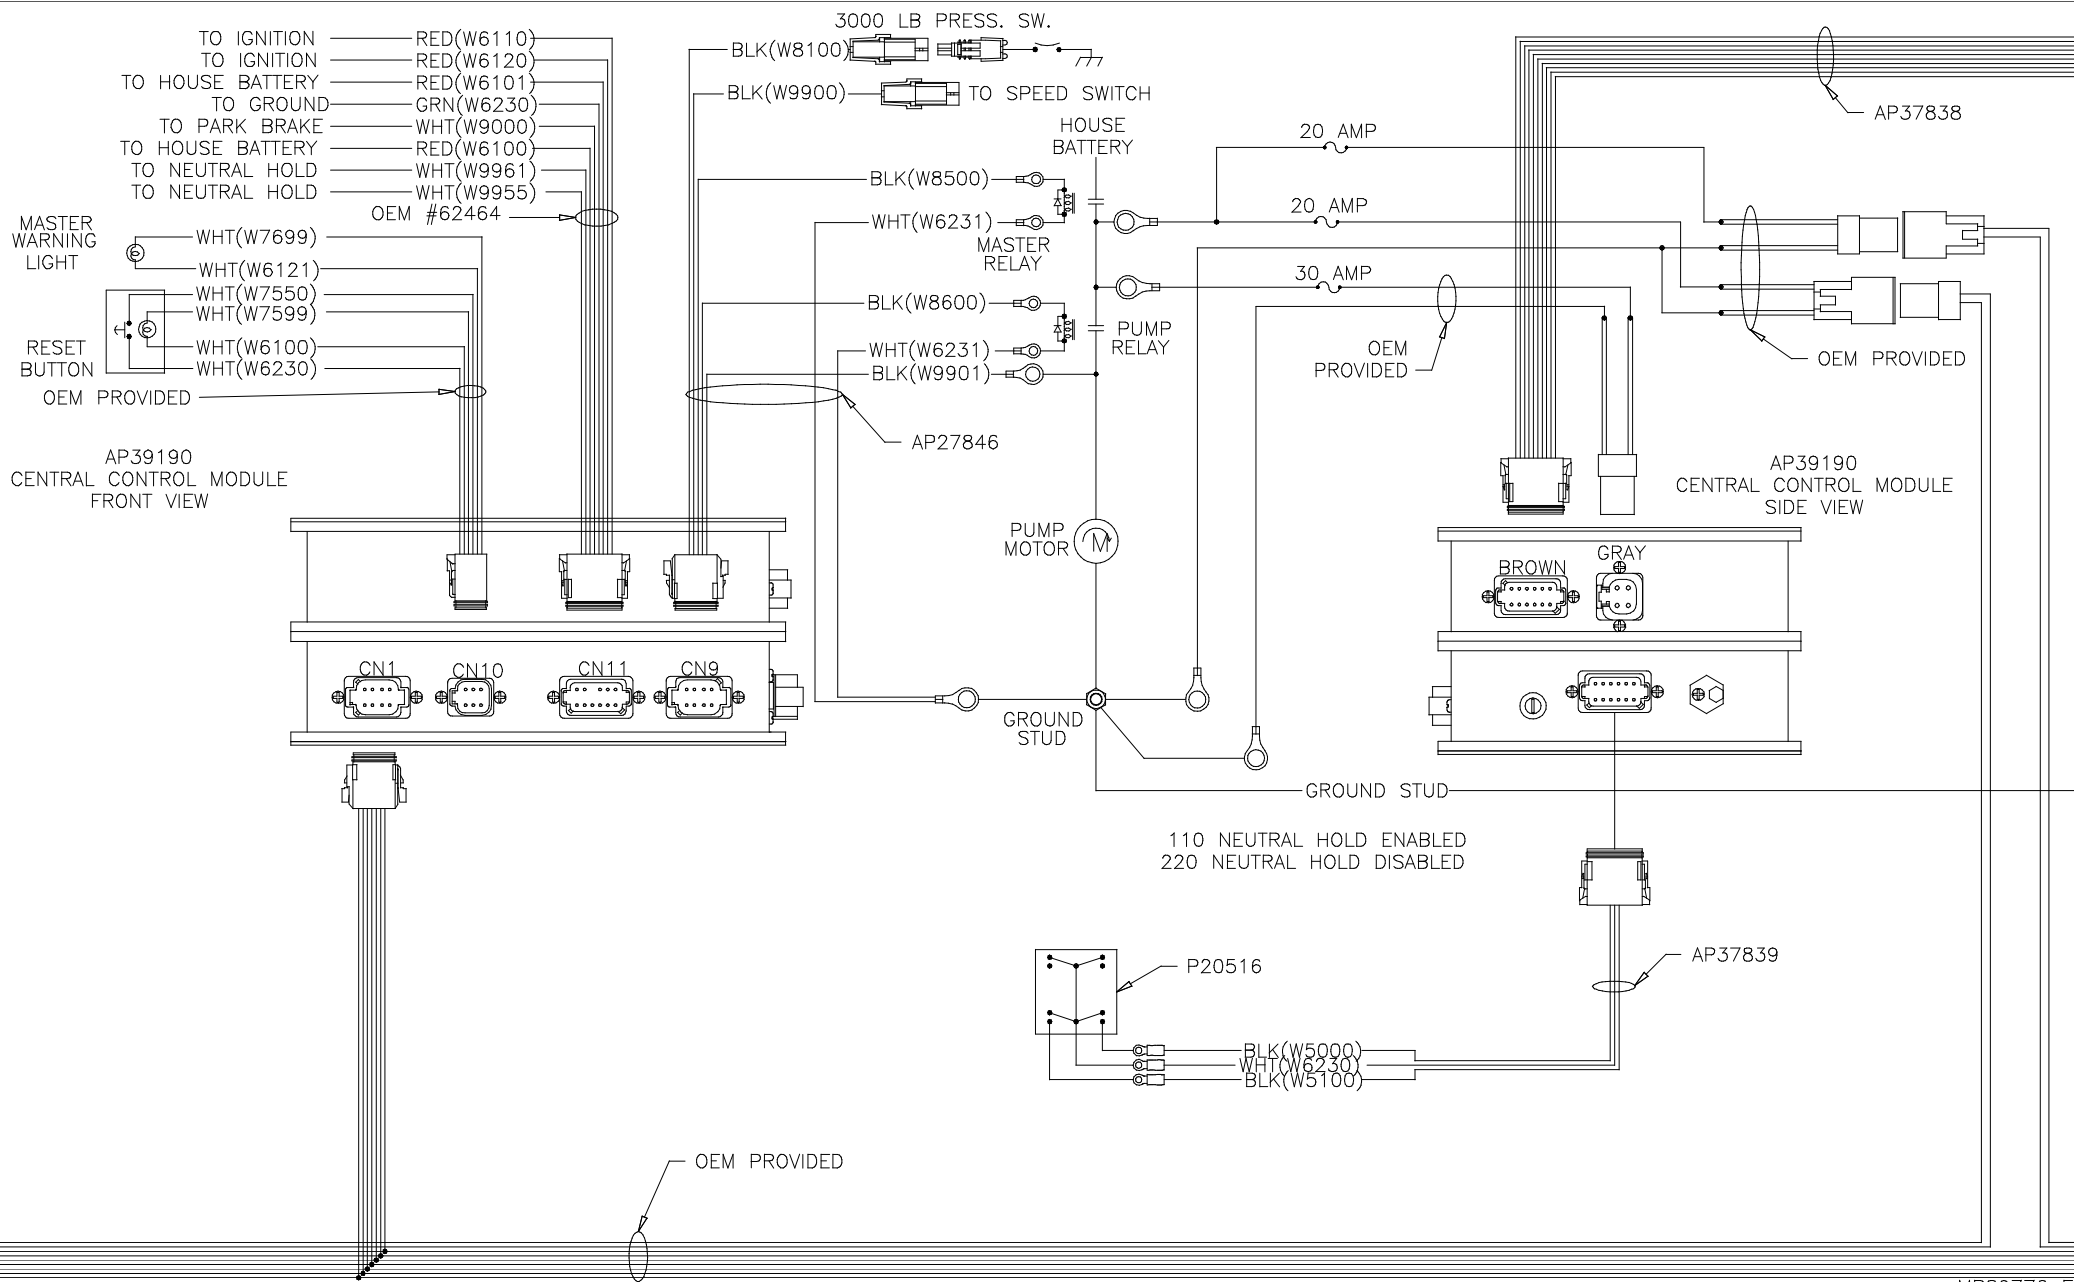 3000 LB PRESS. SW.
TO IGNITION RED(W6110)
TO IGNITION RED(W6120)
TO HOUSE BATTERY RED(W6101)
TO GROUND GRN(W6230)
TO PARK BRAKE WHT(W9000)
TO HOUSE BATTERY RED(W6100)
TO NEUTRAL HOLD WHT(W9961)
TO NEUTRAL HOLD WHT(W9955)
OEM #62464
BLK(W8100)
BLK(W9900) TO SPEED SWITCH
HOUSE
BATTERY
20 AMP
AP37838
BLK(W8500)
WHT(W6231)
MASTER
RELAY
20 AMP
30 AMP
MASTER
WARNING
LIGHT
WHT(W7699)
WHT(W6121)
WHT(W7550)
WHT(W7599)
WHT(W6100)
WHT(W6230)
RESET
BUTTON
OEM PROVIDED
BLK(W8600)
WHT(W6231)
BLK(W9901)
PUMP
RELAY
OEM
PROVIDED
OEM PROVIDED
AP27846
AP39190
CENTRAL CONTROL MODULE
FRONT VIEW
AP39190
CENTRAL CONTROL MODULE
SIDE VIEW
PUMP
MOTOR
M
BROWN
GRAY
CN1
CN10
CN11
CN9
GROUND
STUD
GROUND STUD
110 NEUTRAL HOLD ENABLED
220 NEUTRAL HOLD DISABLED
P20516
AP37839
BLK(W5000)
WHT(W6230)
BLK(W5100)
OEM PROVIDED